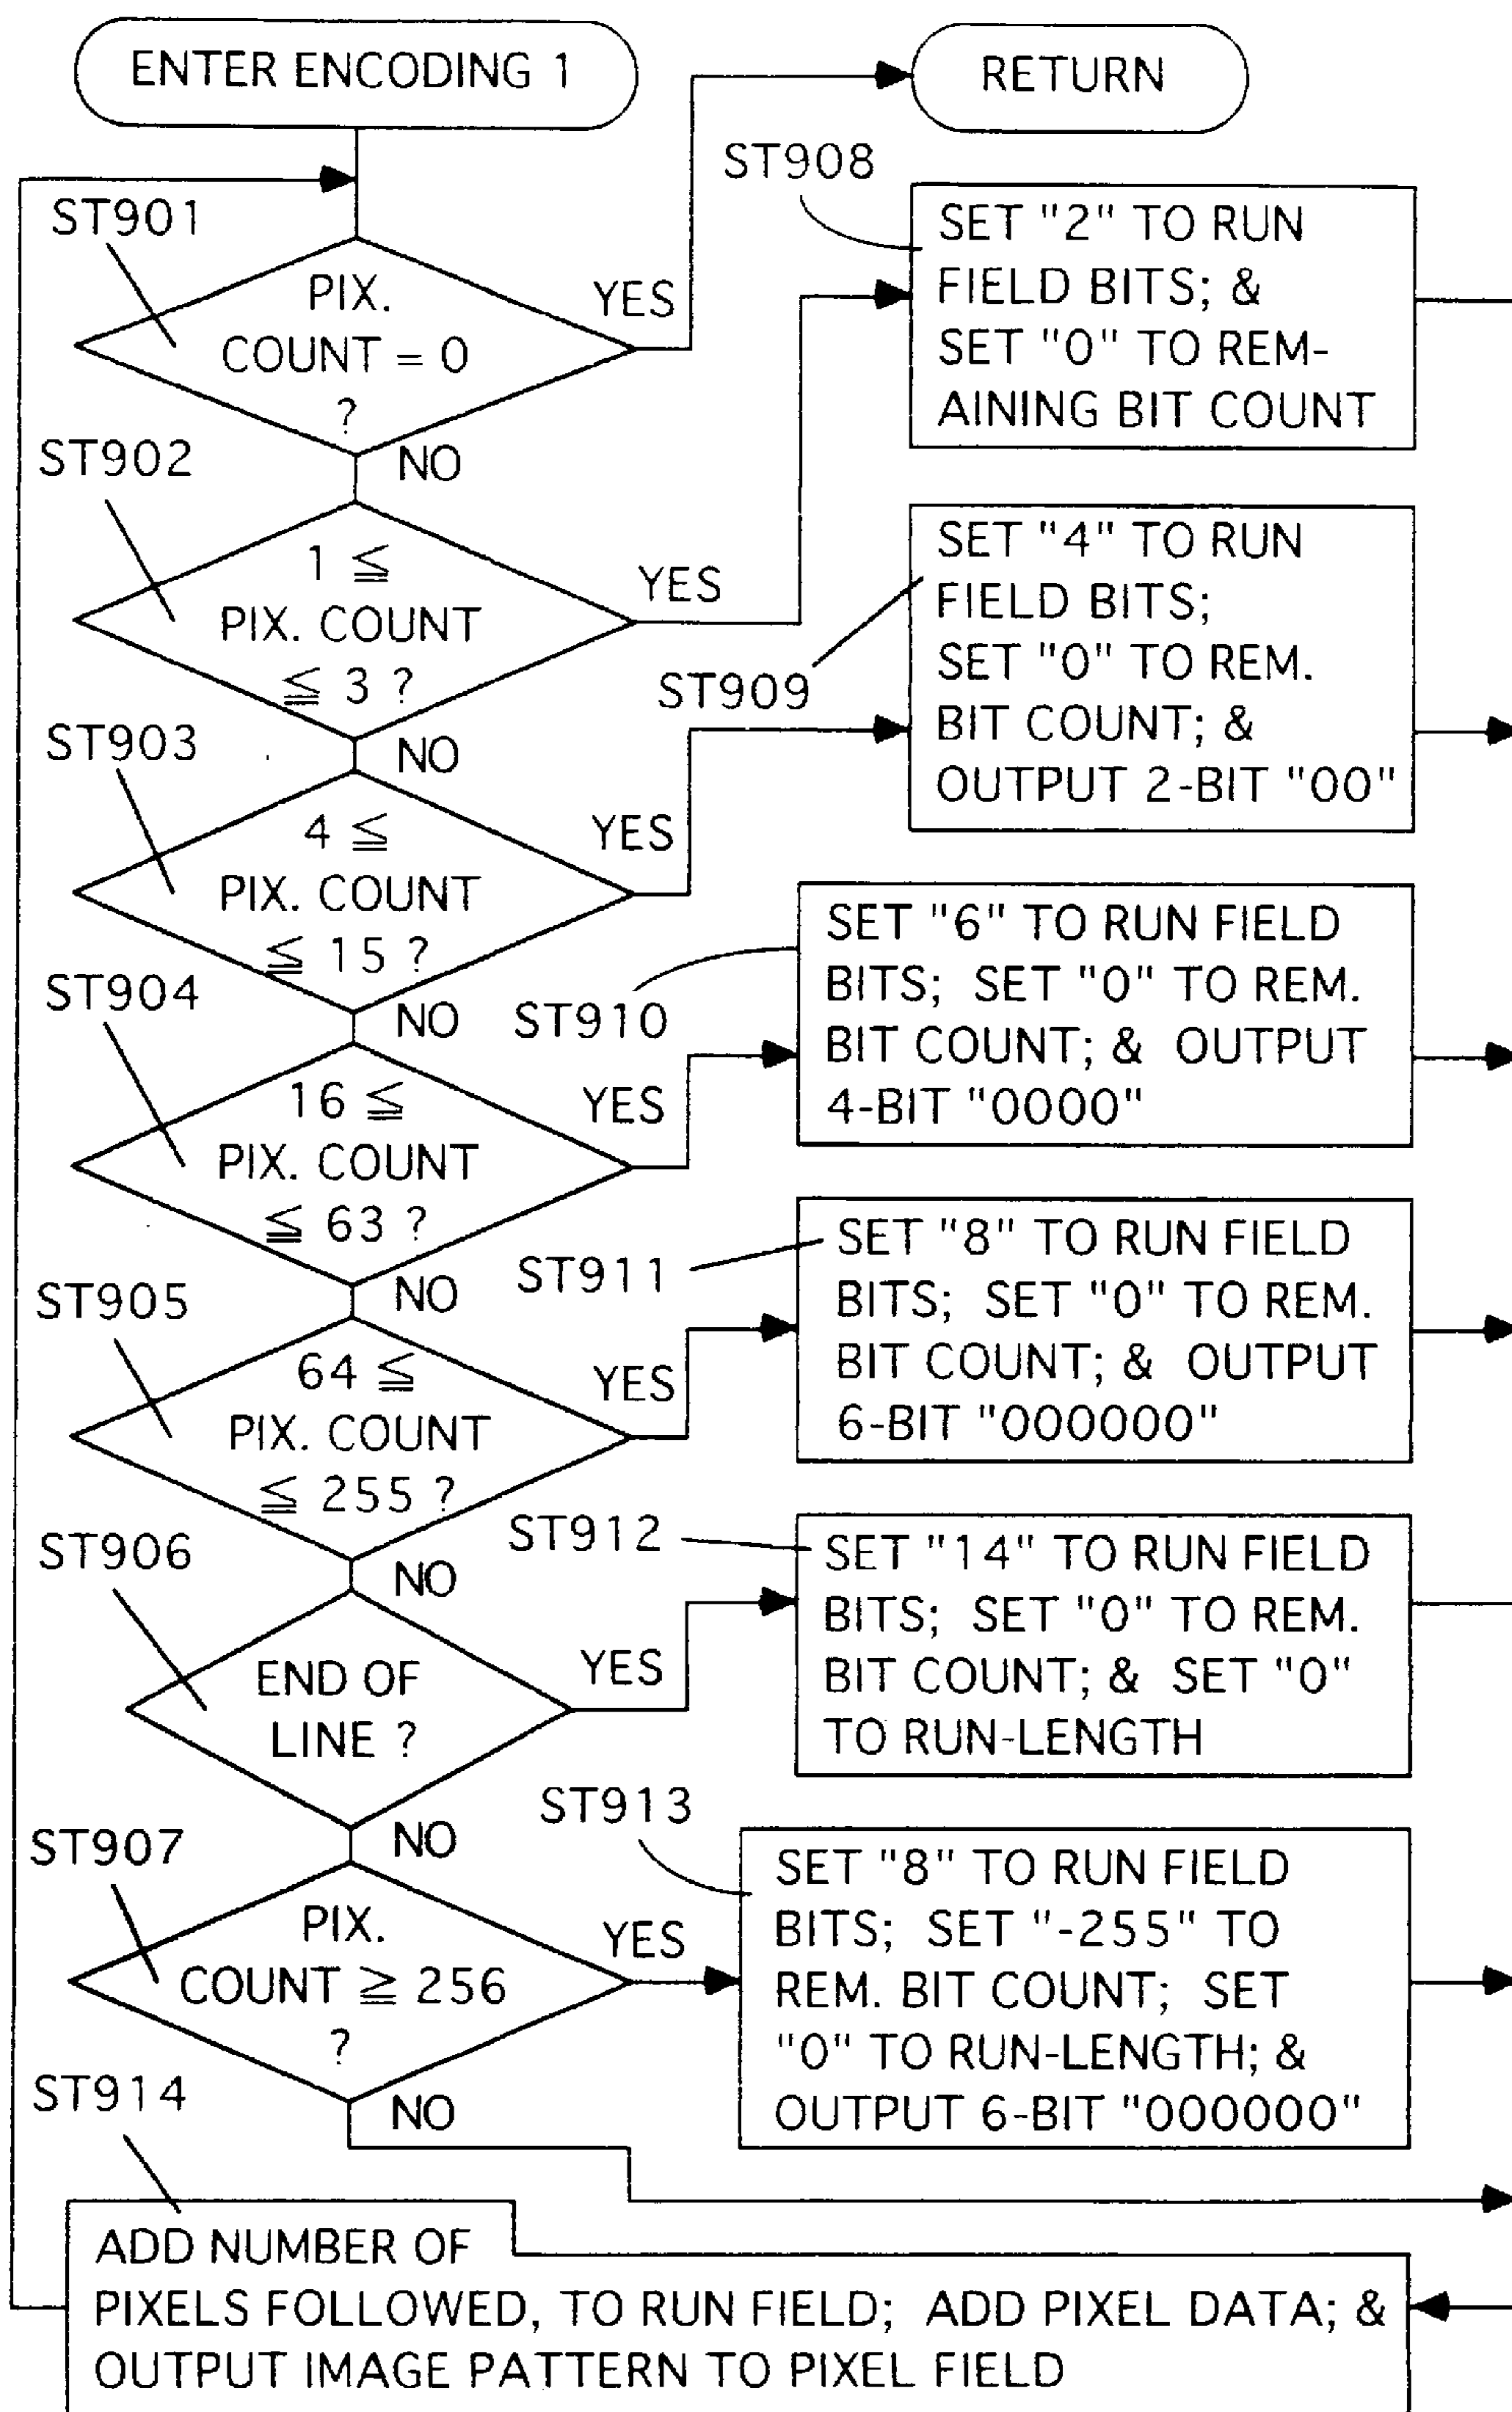 ENTER ENCODING 1
RETURN
ST901
PIX.
COUNT = 0
?
YES
NO
ST908
SET "2" TO RUN
FIELD BITS; &
SET "0" TO REM-
AINING BIT COUNT
ST902
1 ≦
PIX. COUNT
≦ 3 ?
YES
NO
ST909
SET "4" TO RUN
FIELD BITS;
SET "0" TO REM.
BIT COUNT; &
OUTPUT 2-BIT "00"
ST903
4 ≦
PIX. COUNT
≦ 15 ?
YES
NO
ST910
SET "6" TO RUN FIELD
BITS; SET "0" TO REM.
BIT COUNT; & OUTPUT
4-BIT "0000"
ST904
16 ≦
PIX. COUNT
≦ 63 ?
YES
NO
ST911
SET "8" TO RUN FIELD
BITS; SET "0" TO REM.
BIT COUNT; & OUTPUT
6-BIT "000000"
ST905
64 ≦
PIX. COUNT
≦ 255 ?
YES
NO
ST912
SET "14" TO RUN FIELD
BITS; SET "0" TO REM.
BIT COUNT; & SET "0"
TO RUN-LENGTH
ST906
END OF
LINE ?
YES
NO
ST913
SET "8" TO RUN FIELD
BITS; SET "-255" TO
REM. BIT COUNT; SET
"0" TO RUN-LENGTH; &
OUTPUT 6-BIT "000000"
ST907
PIX.
COUNT ≧ 256
?
YES
NO
ST914
ADD NUMBER OF
PIXELS FOLLOWED, TO RUN FIELD; ADD PIXEL DATA; &
OUTPUT IMAGE PATTERN TO PIXEL FIELD